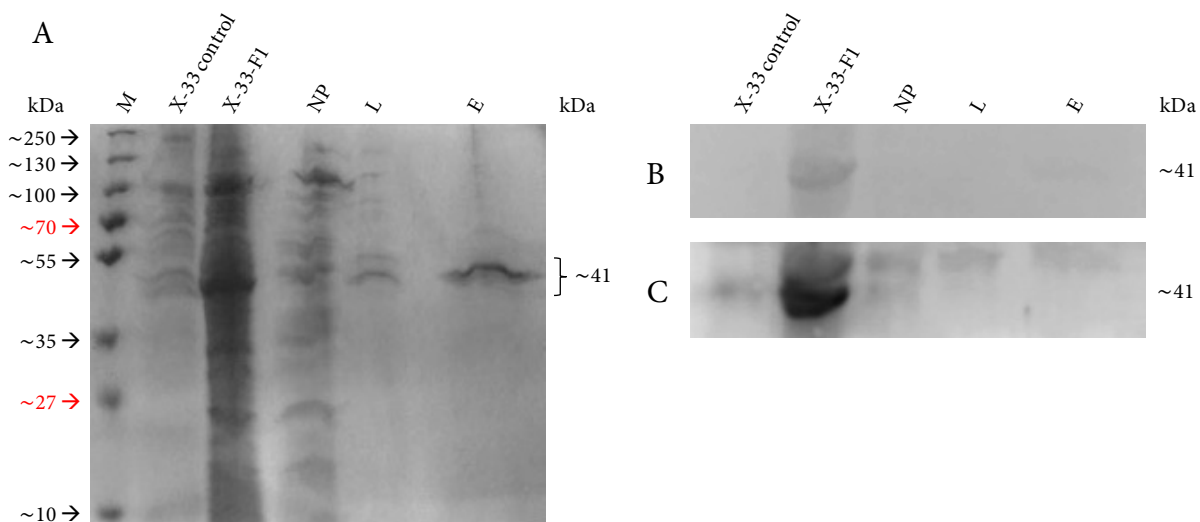 A
kDa
M
X-33 control
X-33-F1
NP
L
E
kDa
~250 →
~130 →
~100 →
~70 →
~55 →
~35 →
~27 →
~10 →
~41
X-33 control
X-33-F1
NP
L
E
kDa
B
~41
C
~41